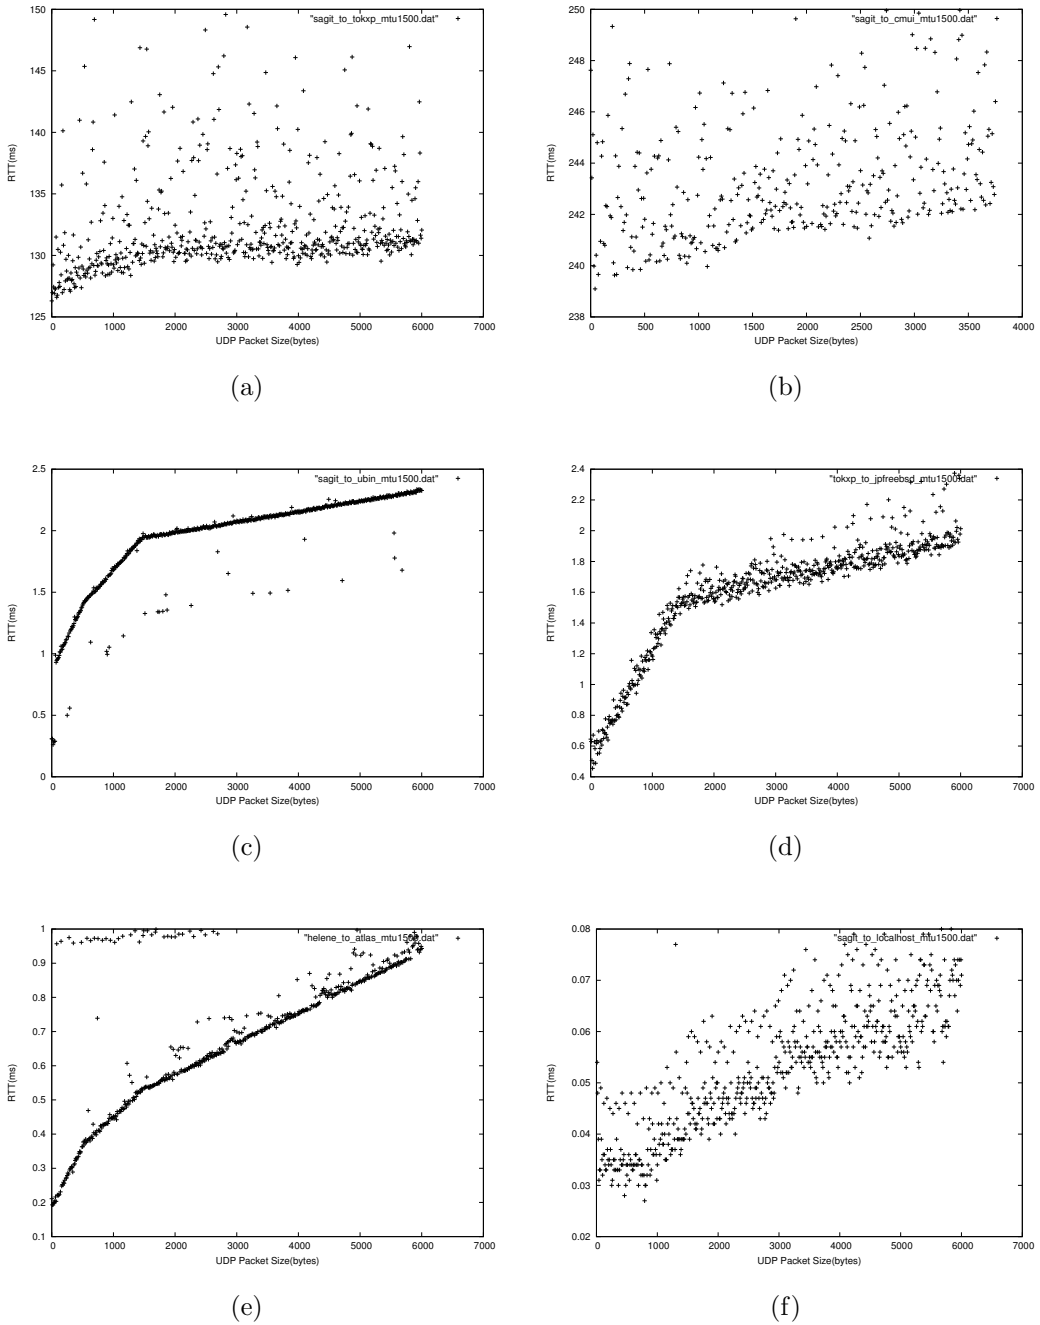 150
145
140
135
130
125
RTT(ms)
0 1000 2000 3000 4000 5000 6000 7000
UDP Packet Size(bytes)
"sagit_to_tokxp_mtu1500.dat"
(a)
250
248
246
244
242
240
238
RTT(ms)
0 500 1000 1500 2000 2500 3000 3500 4000
UDP Packet Size(bytes)
"sagit_to_cmui_mtu1500.dat"
(b)
2.5
2
1.5
1
0.5
0
RTT(ms)
0 1000 2000 3000 4000 5000 6000 7000
UDP Packet Size(bytes)
"sagit_to_ubin_mtu1500.dat"
(c)
2.4
2.2
2
1.8
1.6
1.4
1.2
1
0.8
0.6
0.4
RTT(ms)
0 1000 2000 3000 4000 5000 6000 7000
UDP Packet Size(bytes)
"tokxp_to_jpfreebsd_mtu1500.dat"
(d)
1
0.9
0.8
0.7
0.6
0.5
0.4
0.3
0.2
0.1
RTT(ms)
0 1000 2000 3000 4000 5000 6000 7000
UDP Packet Size(bytes)
"helene_to_atlas_mtu1500.dat"
(e)
0.08
0.07
0.06
0.05
0.04
0.03
0.02
RTT(ms)
0 1000 2000 3000 4000 5000 6000 7000
UDP Packet Size(bytes)
"sagit_to_localhost_mtu1500.dat"
(f)